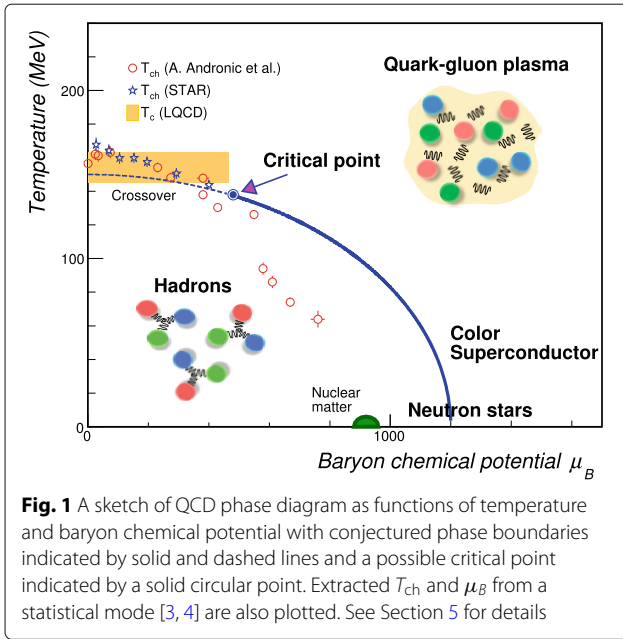 Temperature (MeV)
200
100
0
T_ch (A. Andronic et al.)
T_ch (STAR)
T_c (LQCD)
Quark-gluon plasma
Critical point
Crossover
Hadrons
Color
Superconductor
Nuclear
matter
Neutron stars
0
1000
Baryon chemical potential μ_B
Fig. 1 A sketch of QCD phase diagram as functions of temperature
and baryon chemical potential with conjectured phase boundaries
indicated by solid and dashed lines and a possible critical point
indicated by a solid circular point. Extracted T_ch and μ_B from a
statistical mode [3, 4] are also plotted. See Section 5 for details